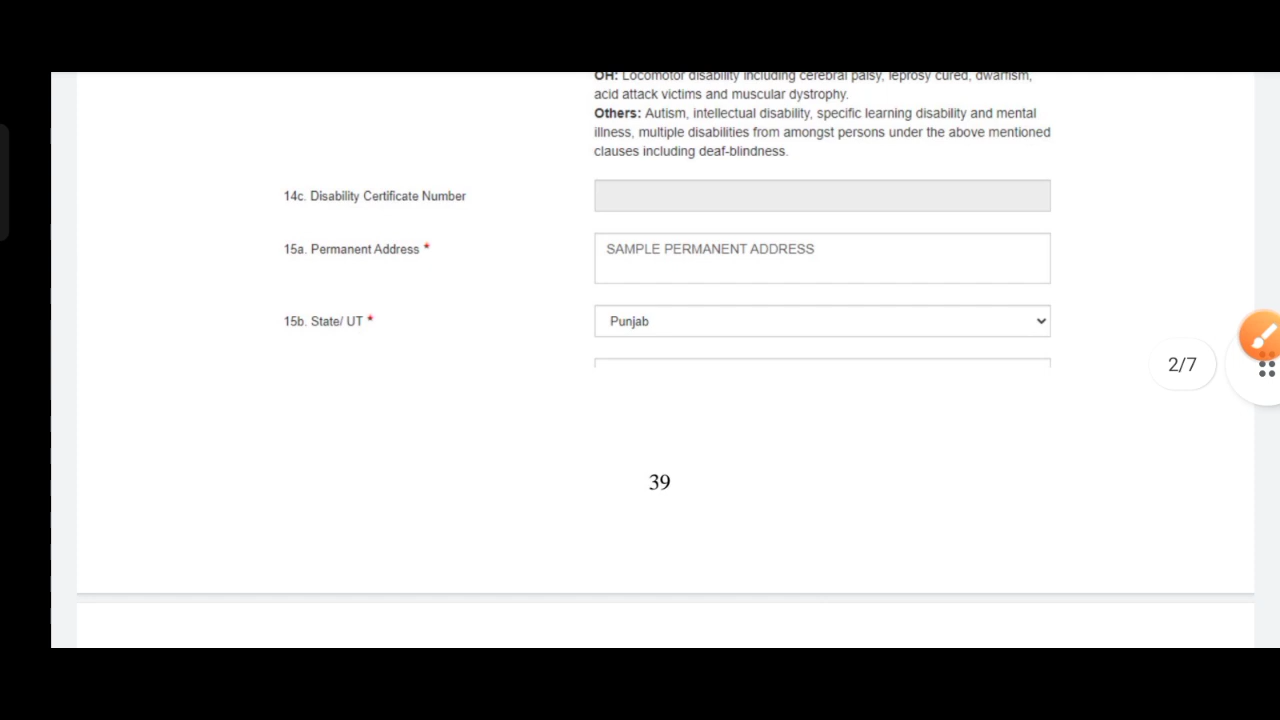 OH: Locomotor disability including cerebral palsy, leprosy cured, dwarfism,
acid attack victims and muscular dystrophy.
Others: Autism, intellectual disability, specific learning disability and mental
illness, multiple disabilities from amongst persons under the above mentioned
clauses including deaf-blindness.
14c. Disability Certificate Number
15a. Permanent Address *
SAMPLE PERMANENT ADDRESS
15b. State/ UT *
Punjab
2/7
39